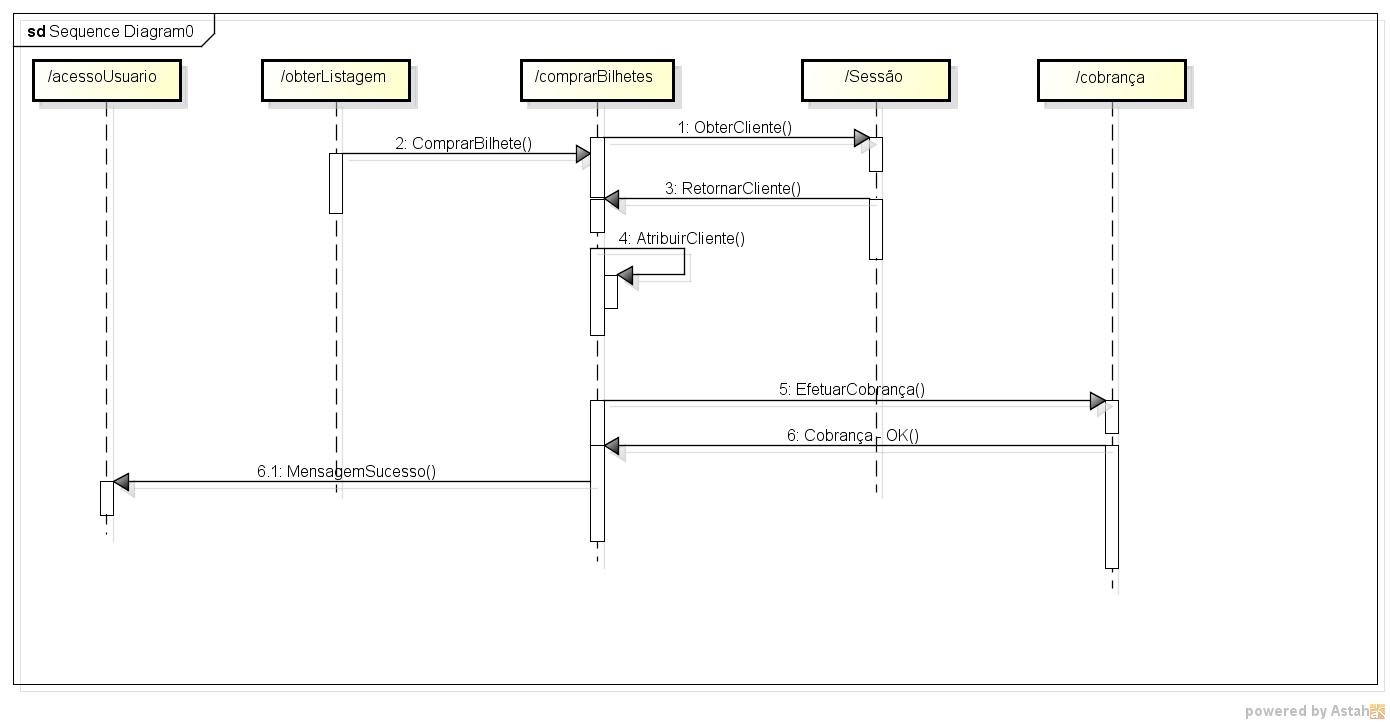 sd Sequence Diagram0
/acessoUsuario
/obterListagem
/comprarBilhetes
/Sessão
/cobrança
1: ObterCliente()
2: ComprarBilhete()
3: RetornarCliente()
4: AtribuirCliente()
5: EfetuarCobrança()
6: Cobrança - OK()
6.1: MensagemSucesso()
powered by Astah